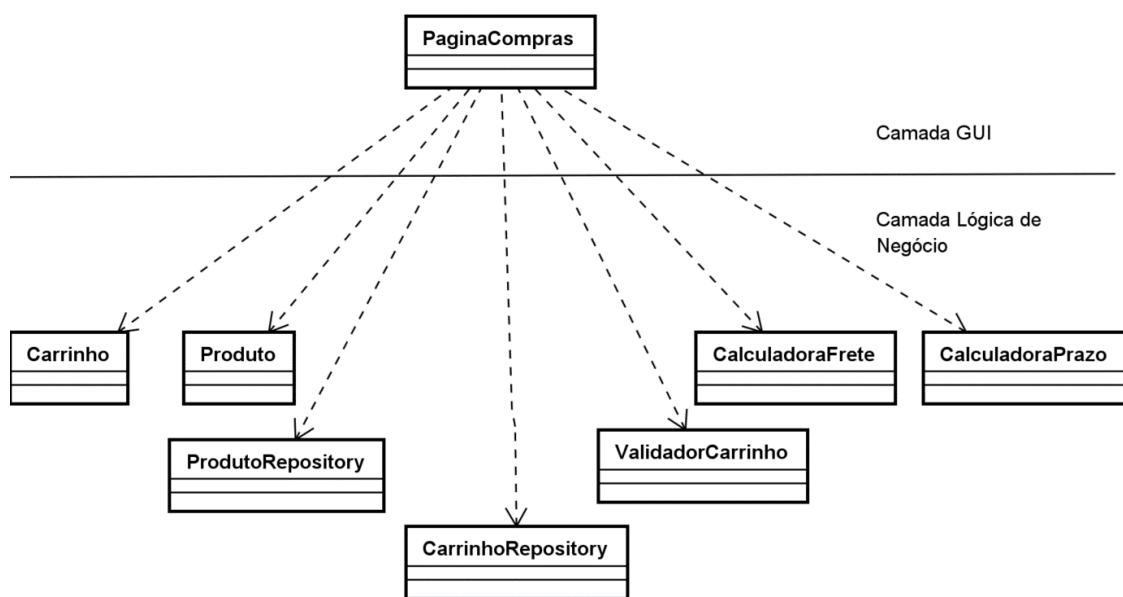 PaginaCompras
Camada GUI
Camada Lógica de
Negócio
Carrinho
Produto
CalculadoraFrete
CalculadoraPrazo
ProdutoRepository
ValidadorCarrinho
CarrinhoRepository